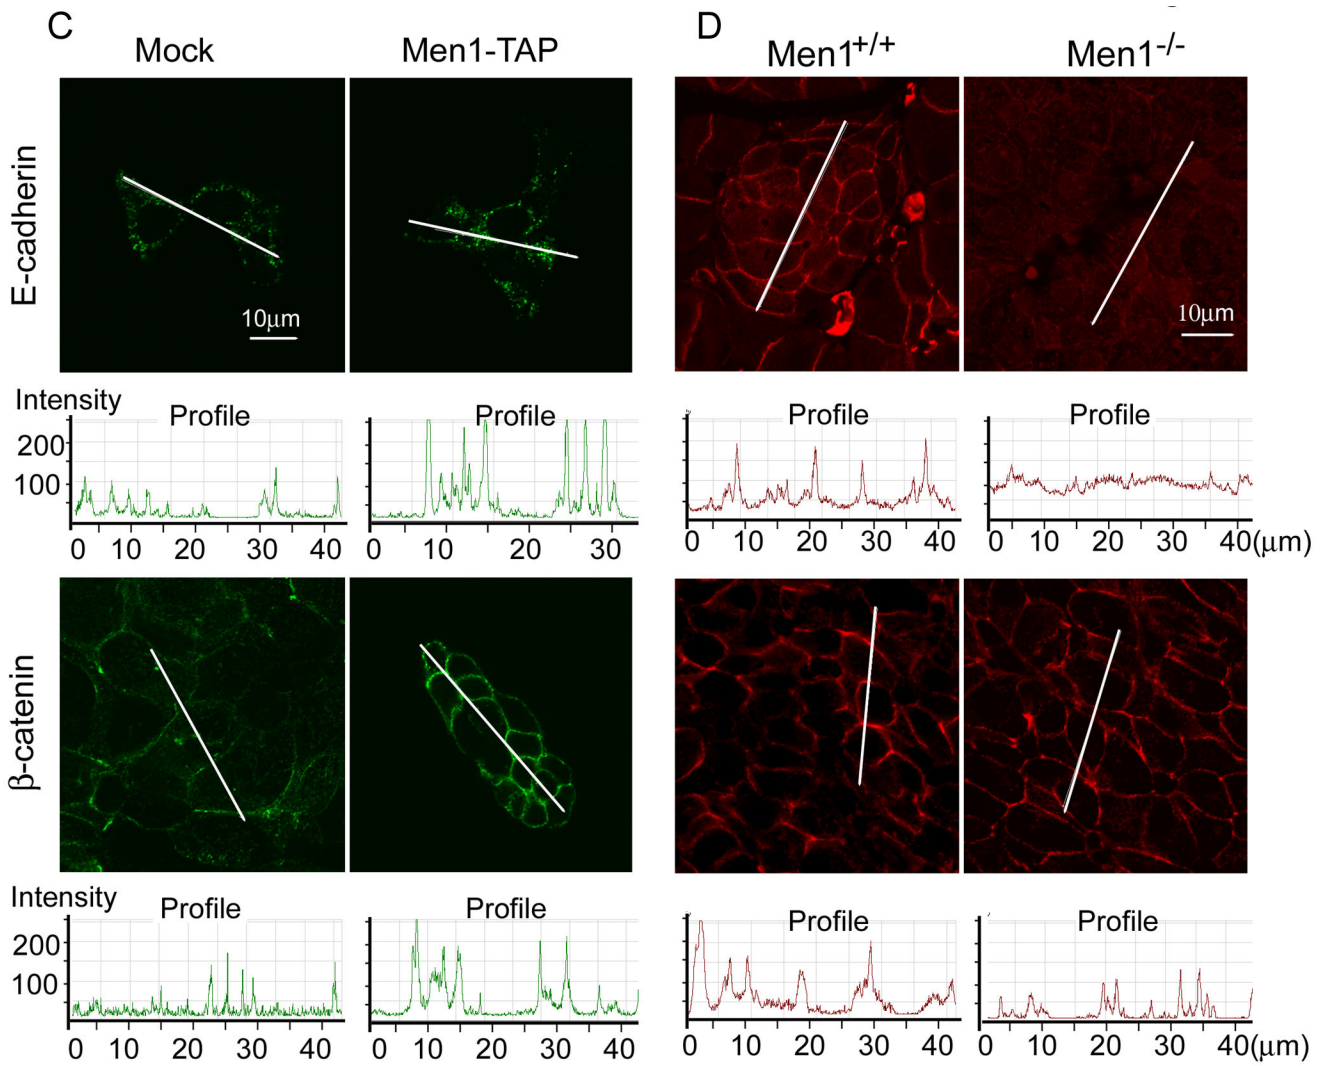 C
D
Mock
Men1-TAP
Men1+/+
Men1-/-
E-cadherin
10µm
10µm
Intensity
Profile
Profile
Profile
Profile
200
100
0 10 20 30 40
0 10 20 30
0 10 20 30 40
0 10 20 30 40(µm)
β-catenin
Intensity
Profile
Profile
Profile
Profile
200
100
0 10 20 30 40
0 10 20 30 40
0 10 20 30 40
0 10 20 30 40(µm)